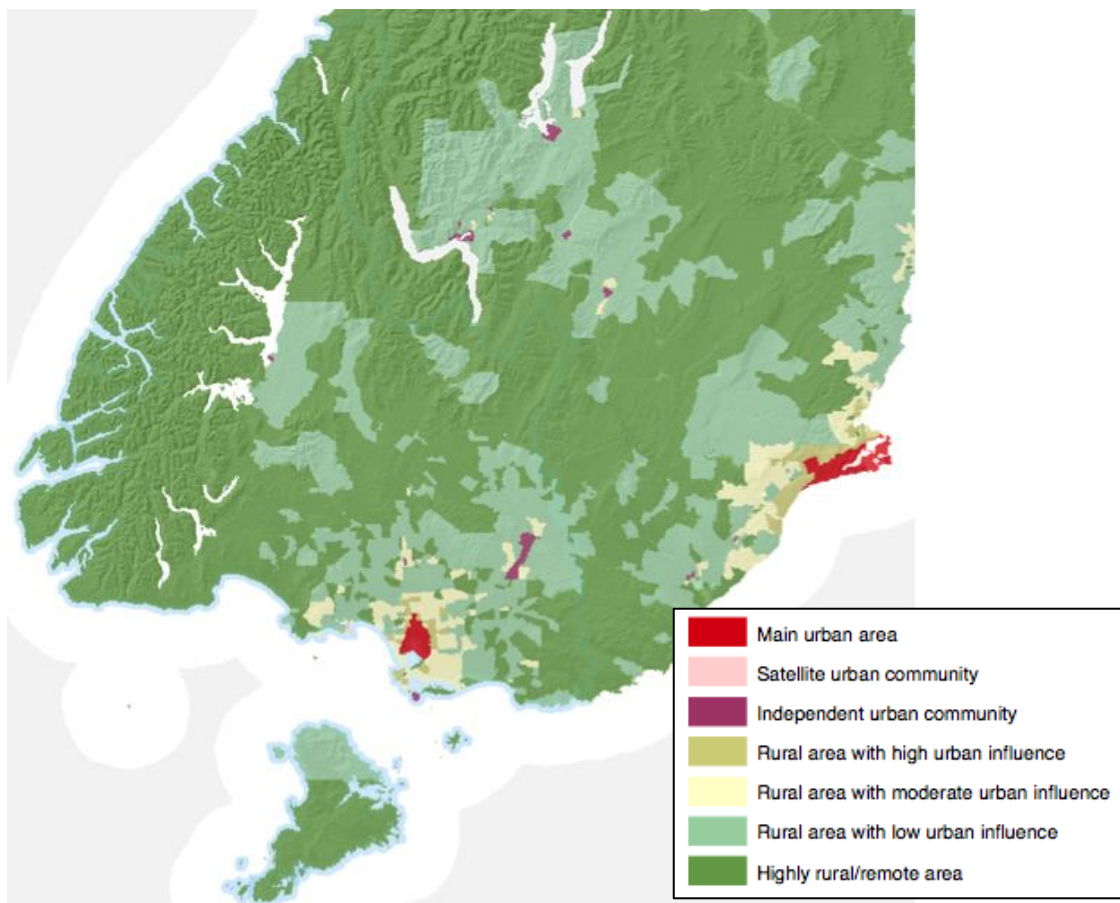 Main urban area
Satellite urban community
Independent urban community
Rural area with high urban influence
Rural area with moderate urban influence
Rural area with low urban influence
Highly rural/remote area